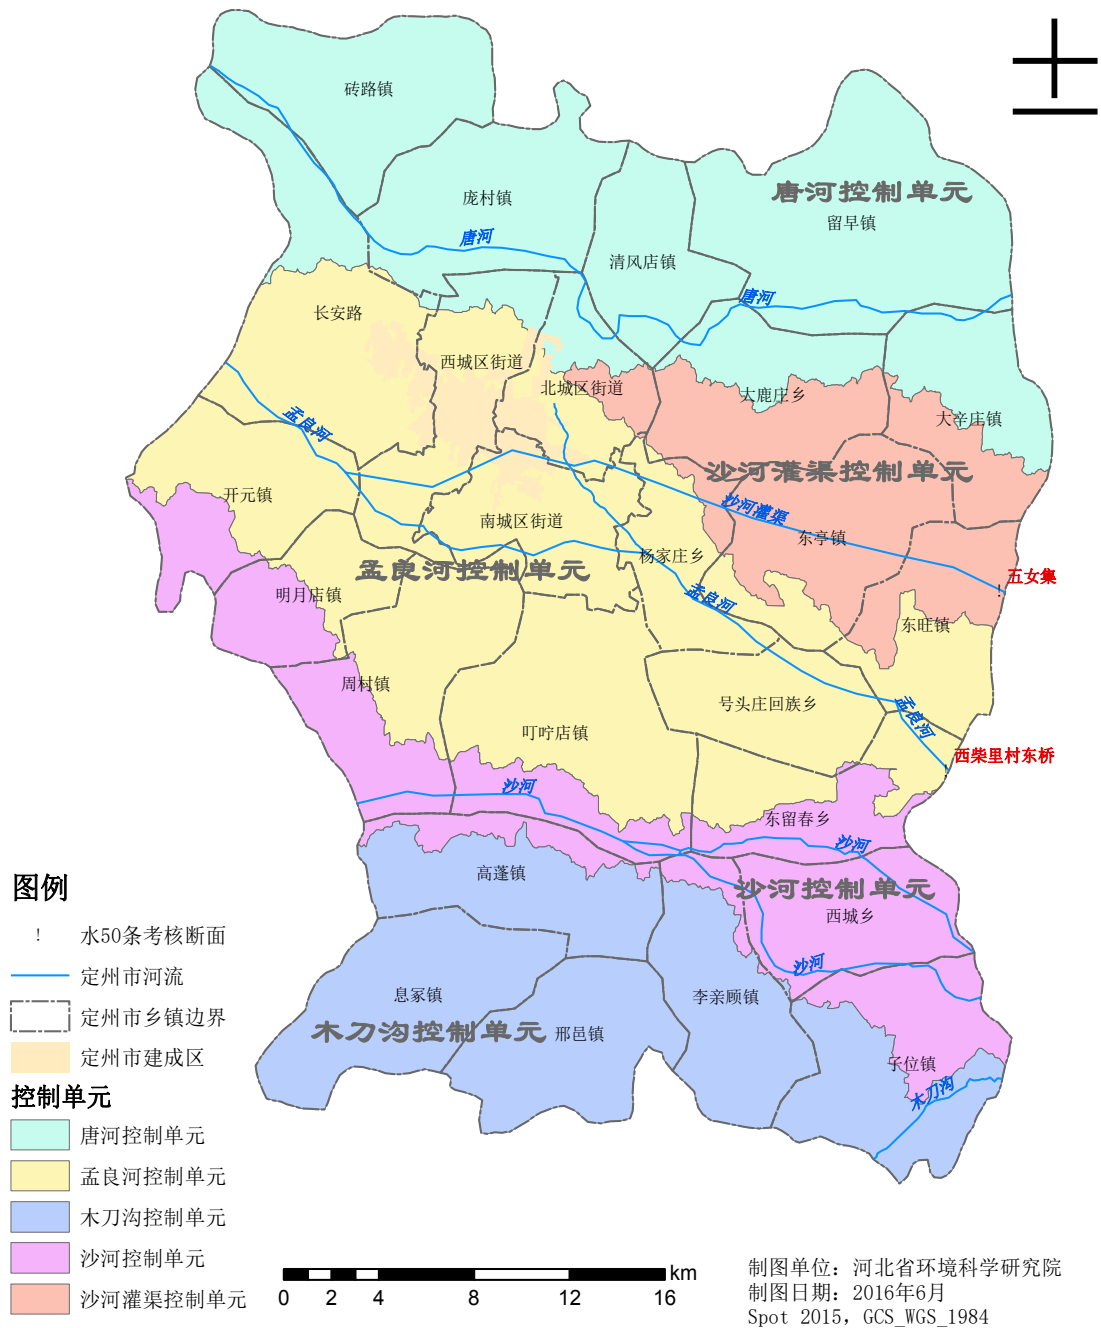 砖路镇
唐河控制单元
庞村镇
留早镇
唐河
清风店镇
唐河
长安路
西城区街道
北城区街道
大鹿庄乡
大辛庄镇
孟良河
沙河灌渠控制单元
开元镇
沙河灌渠
南城区街道
东亭镇
杨家庄乡
孟良河控制单元
五女集
明月店镇
孟良河
东旺镇
周村镇
号头庄回族乡
孟良河
叮咛店镇
西柴里村东桥
沙河
东留春乡
沙河
高蓬镇
沙河控制单元
西城乡
沙河
息冢镇
李亲顾镇
木刀沟控制单元
邢邑镇
子位镇
木刀沟
图例
! 水50条考核断面
定州市河流
定州市乡镇边界
定州市建成区
控制单元
唐河控制单元
孟良河控制单元
木刀沟控制单元
沙河控制单元
沙河灌渠控制单元
km
0 2 4 8 12 16
制图单位：河北省环境科学研究院
制图日期：2016年6月
Spot 2015，GCS_WGS_1984